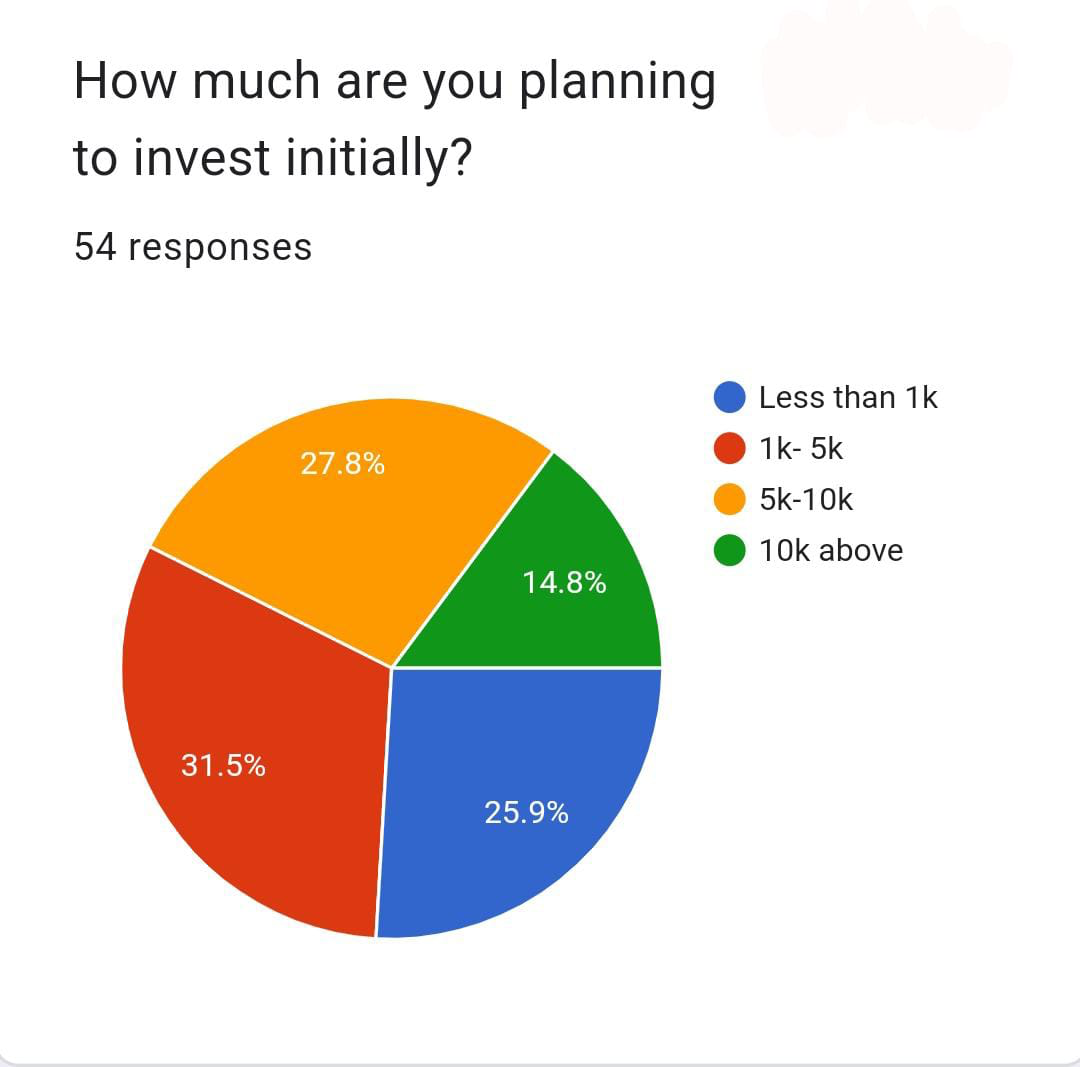 How much are you planning
to invest initially?
54 responses
Less than 1k
1k- 5k
5k-10k
10k above
27.8%
14.8%
31.5%
25.9%